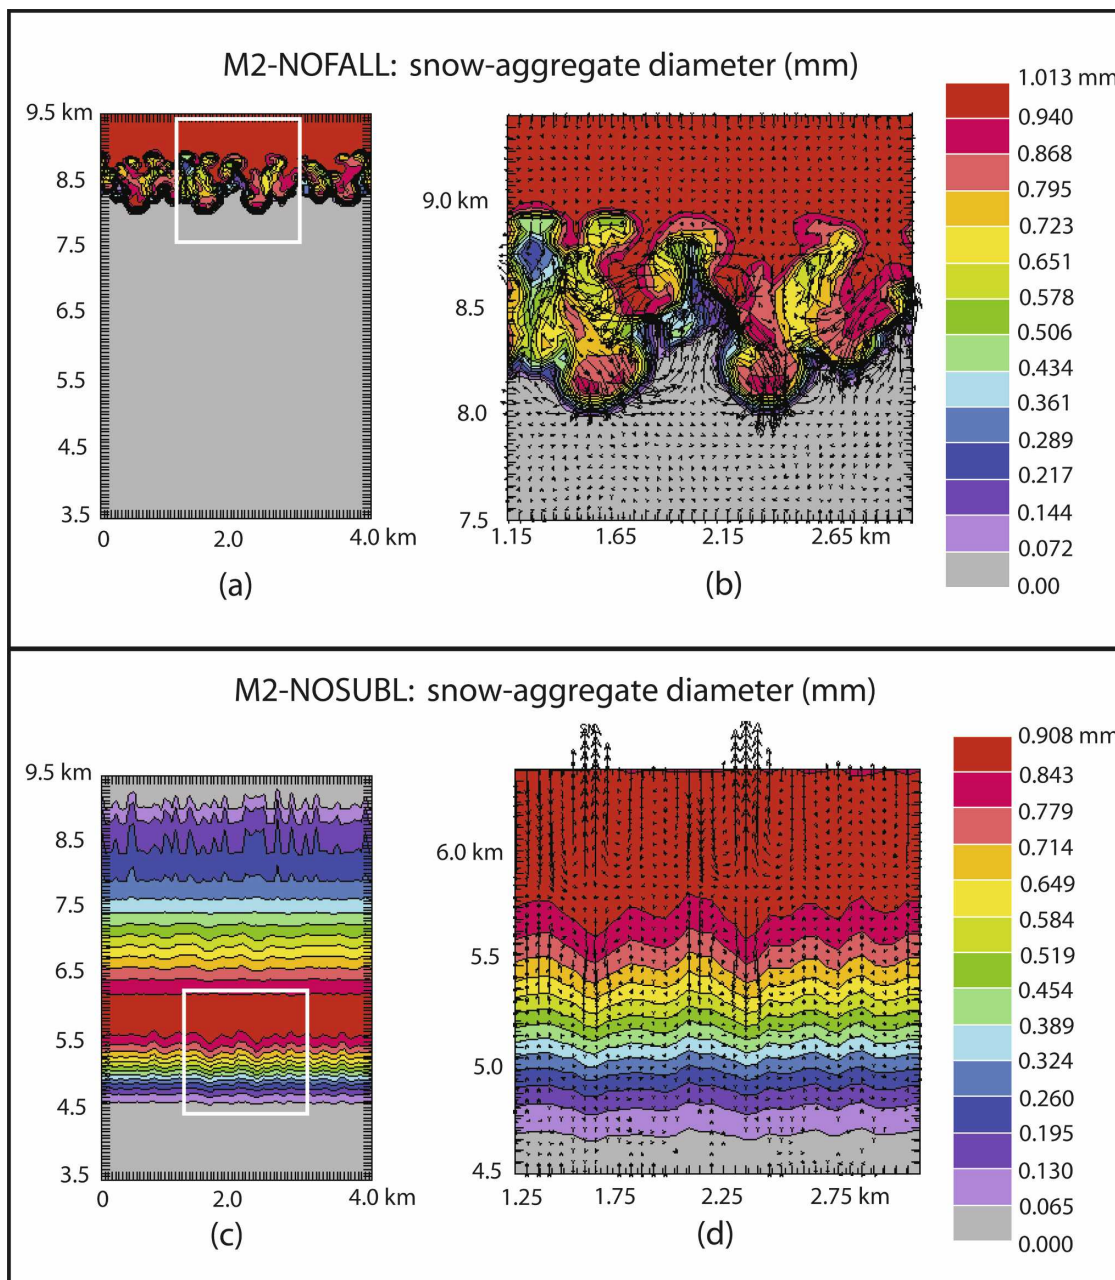 M2-NOFALL: snow-aggregate diameter (mm)
9.5 km
8.5
7.5
6.5
5.5
4.5
3.5
0 2.0 4.0 km
(a)
9.0 km
8.5
8.0
7.5
1.15 1.65 2.15 2.65 km
(b)
1.013 mm
0.940
0.868
0.795
0.723
0.651
0.578
0.506
0.434
0.361
0.289
0.217
0.144
0.072
0.00
M2-NOSUBL: snow-aggregate diameter (mm)
9.5 km
8.5
7.5
6.5
5.5
4.5
3.5
0 2.0 4.0 km
(c)
6.0 km
5.5
5.0
4.5
1.25 1.75 2.25 2.75 km
(d)
0.908 mm
0.843
0.779
0.714
0.649
0.584
0.519
0.454
0.389
0.324
0.260
0.195
0.130
0.065
0.000